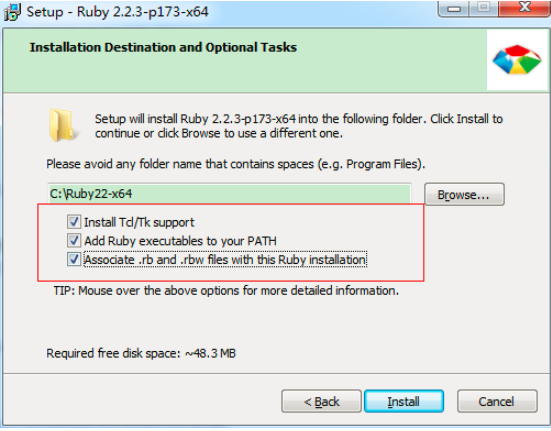 Setup - Ruby 2.2.3-p173-x64
Installation Destination and Optional Tasks
Setup will install Ruby 2.2.3-p173-x64 into the following folder. Click Install to
continue or click Browse to use a different one.
Please avoid any folder name that contains spaces (e.g. Program Files).
C:\Ruby22-x64
Browse...
Install Tcl/Tk support
Add Ruby executables to your PATH
Associate .rb and .rbw files with this Ruby installation
TIP: Mouse over the above options for more detailed information.
Required free disk space: ~48.3 MB
< Back
Install
Cancel